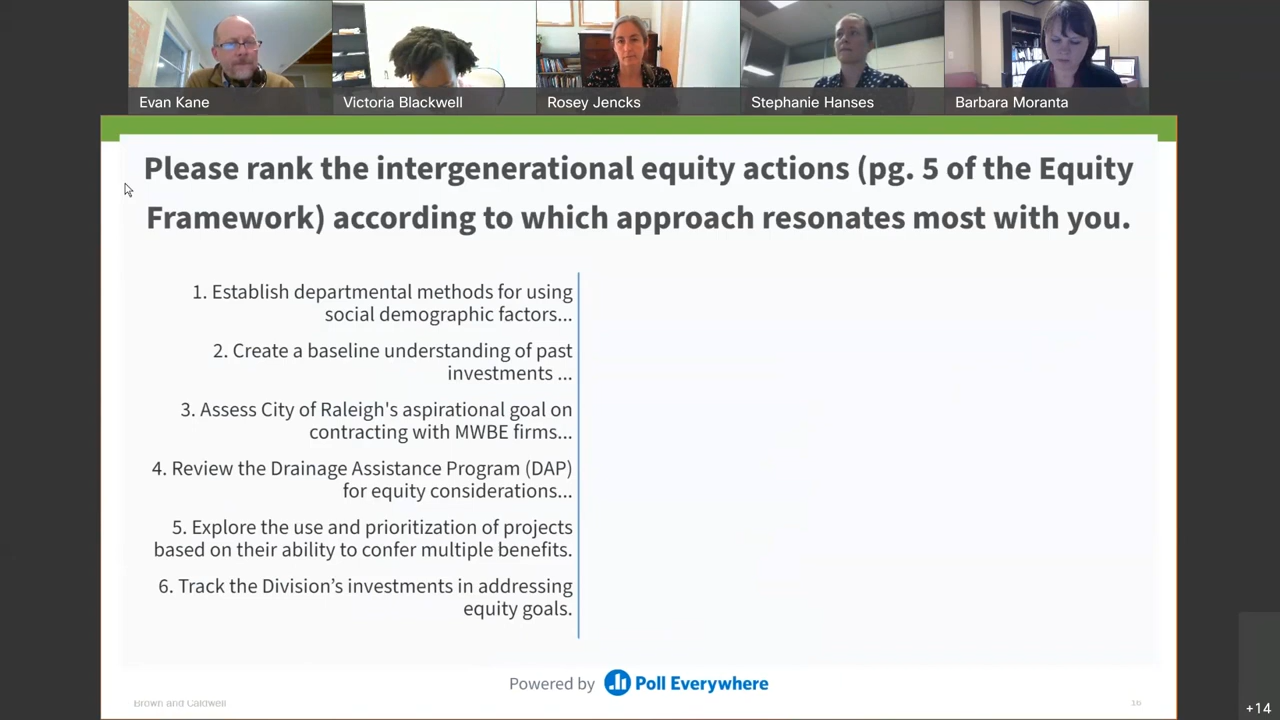 Evan Kane
Victoria Blackwell
Rosey Jencks
Stephanie Hanses
Barbara Moranta
Please rank the intergenerational equity actions (pg. 5 of the Equity
Framework) according to which approach resonates most with you.
1. Establish departmental methods for using
social demographic factors...
2. Create a baseline understanding of past
investments ...
3. Assess City of Raleigh's aspirational goal on
contracting with MWBE firms...
4. Review the Drainage Assistance Program (DAP)
for equity considerations...
5. Explore the use and prioritization of projects
based on their ability to confer multiple benefits.
6. Track the Division’s investments in addressing
equity goals.
Powered by Poll Everywhere
Brown and Caldwell
16
+14